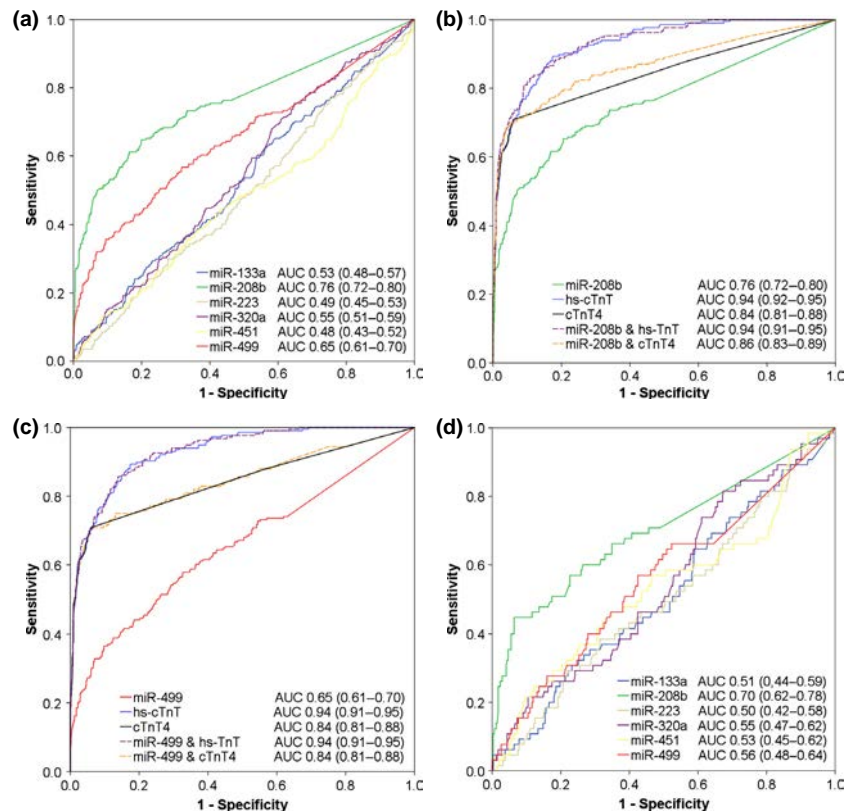 (a)
1.0
0.8
0.6
0.4
0.2
0.0
Sensitivity
miR-133a AUC 0.53 (0.48–0.57)
miR-208b AUC 0.76 (0.72–0.80)
miR-223 AUC 0.49 (0.45–0.53)
miR-320a AUC 0.55 (0.51–0.59)
miR-451 AUC 0.48 (0.43–0.52)
miR-499 AUC 0.65 (0.61–0.70)
0.0 0.2 0.4 0.6 0.8 1.0
1 - Specificity
(b)
1.0
0.8
0.6
0.4
0.2
0.0
Sensitivity
miR-208b AUC 0.76 (0.72–0.80)
hs-cTnT AUC 0.94 (0.92–0.95)
cTnT4 AUC 0.84 (0.81–0.88)
miR-208b & hs-TnT AUC 0.94 (0.91–0.95)
miR-208b & cTnT4 AUC 0.86 (0.83–0.89)
0.0 0.2 0.4 0.6 0.8 1.0
1 - Specificity
(c)
1.0
0.8
0.6
0.4
0.2
0.0
Sensitivity
miR-499 AUC 0.65 (0.61–0.70)
hs-cTnT AUC 0.94 (0.91–0.95)
cTnT4 AUC 0.84 (0.81–0.88)
miR-499 & hs-TnT AUC 0.94 (0.91–0.95)
miR-499 & cTnT4 AUC 0.84 (0.81–0.88)
0.0 0.2 0.4 0.6 0.8 1.0
1 - Specificity
(d)
1.0
0.8
0.6
0.4
0.2
0.0
Sensitivity
miR-133a AUC 0.51 (0,44–0.59)
miR-208b AUC 0.70 (0.62–0.78)
miR-223 AUC 0.50 (0.42–0.58)
miR-320a AUC 0.55 (0.47–0.62)
miR-451 AUC 0.53 (0.45–0.62)
miR-499 AUC 0.56 (0.48–0.64)
0.0 0.2 0.4 0.6 0.8 1.0
1 - Specificity